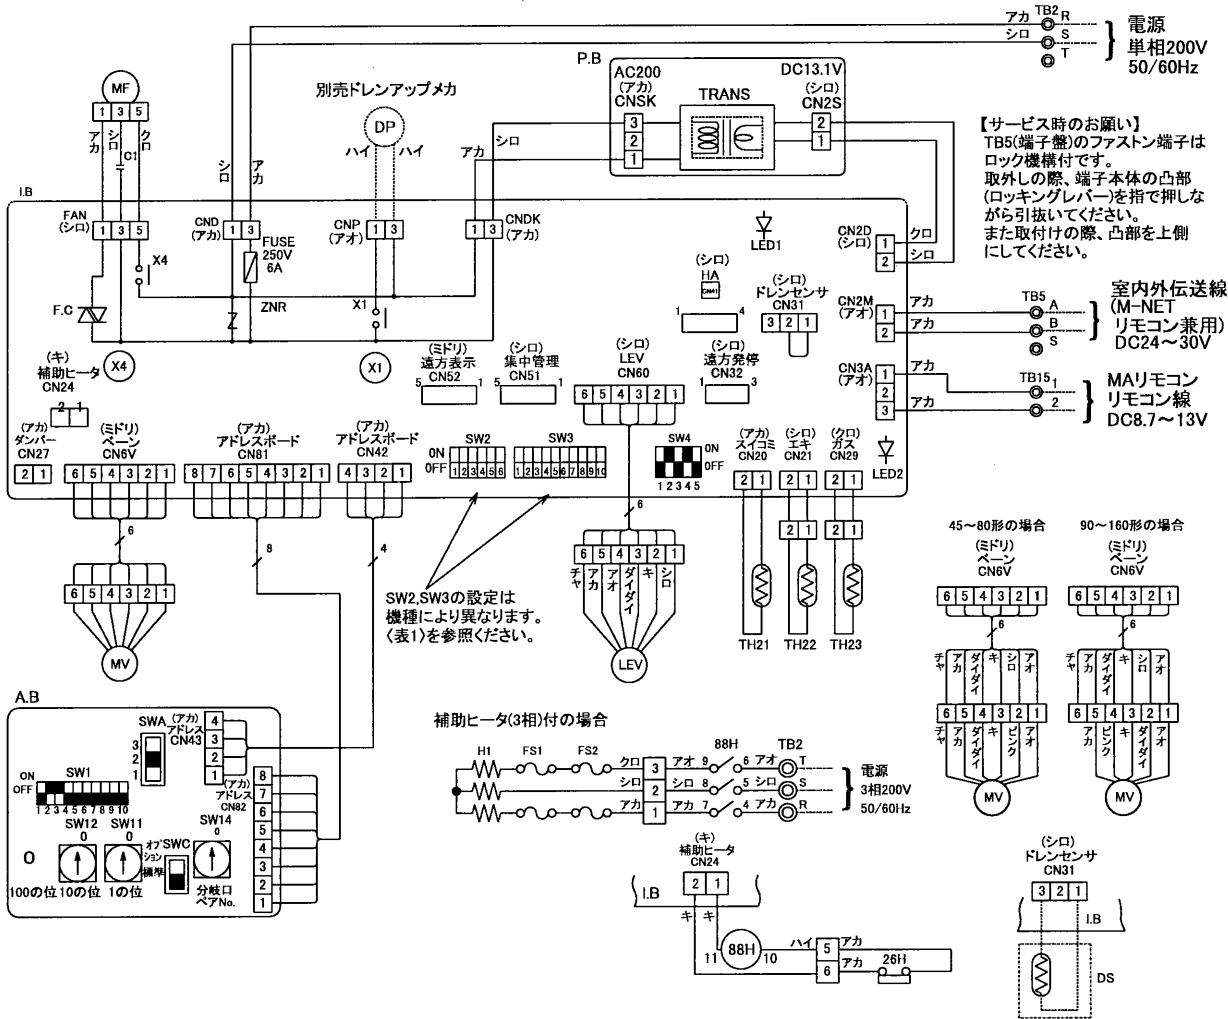 アカ TB2 R
シロ S
T
電源
単相200V
50/60Hz
P.B
AC200
(アカ)
CNSK
TRANS
DC13.1V
(シロ)
CN2S
3
2
1
2
1
MF
1 3 5
アカ
シロ
クロ
C1
別売ドレンアップメカ
DP
ハイ ハイ
シロ
アカ
アカ
シロ
【サービス時のお願い】
TB5(端子盤)のファストン端子は
ロック機構付です。
取外しの際、端子本体の凸部
(ロッキングレバー)を指で押しな
がら引抜いてください。
また取付けの際、凸部を上側
にしてください。
I.B
FAN
(シロ)
1 3 5
CND
(アカ)
1 3
CNP
(アオ)
1 3
1 3
CNDK
(アカ)
FUSE
250V
6A
X4
F.C
ZNR
X1
X4
X1
LED1
CN2D
(シロ)
1
2
クロ
シロ
(シロ)
HA
CN41
1 4
(シロ)
ドレンセンサ
CN31
3 2 1
CN2M
(アオ)
1
2
アカ
アカ
TB5
A
B
S
室内外伝送線
(M-NET
リモコン兼用)
DC24~30V
CN3A
(アオ)
1
2
3
アカ
アカ
TB15
1
2
MAリモコン
リモコン線
DC8.7~13V
(キ)
補助ヒータ
CN24
2 1
(ミドリ)
遠方表示
CN52
5 1
(シロ)
集中管理
CN51
5 1
(シロ)
LEV
CN60
6 5 4 3 2 1
(シロ)
遠方発停
CN32
1 3
(アカ)
ダンパー
CN27
2 1
(ミドリ)
ベーン
CN6V
6 5 4 3 2 1
(アカ)
アドレスボード
CN81
8 7 6 5 4 3 2 1
(アカ)
アドレスボード
CN42
4 3 2 1
SW2
ON
OFF
1 2 3 4 5 6
SW3
1 2 3 4 5 6 7 8 9 10
SW4
ON
OFF
1 2 3 4 5
(アカ)
スイコミ
CN20
2 1
(シロ)
エキ
CN21
2 1
(クロ)
ガス
CN29
2 1
LED2
2 1
2 1
6
8
4
6
6 5 4 3 2 1
MV
SW2,SW3の設定は
機種により異なります。
〈表1〉を参照ください。
6 5 4 3 2 1
チャ アカ アオ ダイダイ キ シロ
LEV
TH21 TH22 TH23
45~80形の場合
(ミドリ)
ベーン
CN6V
6 5 4 3 2 1
6
チャ アカ ダイダイ キ シロ アオ
6 5 4 3 2 1
チャ アカ ダイダイ キ ピンク アオ
MV
90~160形の場合
(ミドリ)
ベーン
CN6V
6 5 4 3 2 1
6
チャ アカ ダイダイ キ シロ アオ
6 5 4 3 2 1
アカ ピンク キ ダイダイ アオ
MV
A.B
SWA
3
2
1
(アカ)
アドレス
CN43
4
3
2
1
ON
OFF
SW1
1 2 3 4 5 6 7 8 9 10
(アカ)
アドレス
CN82
8
7
6
5
4
3
2
1
SW12
0
SW11
0
オプション
SWC
標準
SW14
0
0
100の位 10の位 1の位
分岐口
ペアNo.
補助ヒータ(3相)付の場合
H1 FS1 FS2 88H TB2
クロ 3 アオ 9 6 アオ T
シロ 2 シロ 8 5 シロ S
アカ 1 アカ 7 4 アカ R
電源
3相200V
50/60Hz
(キ)
補助ヒータ
CN24
2 1
I.B
キ キ
11 88H 10
ハイ 5 アカ
6 アカ 26H
(シロ)
ドレンセンサ
CN31
3 2 1
I.B
DS